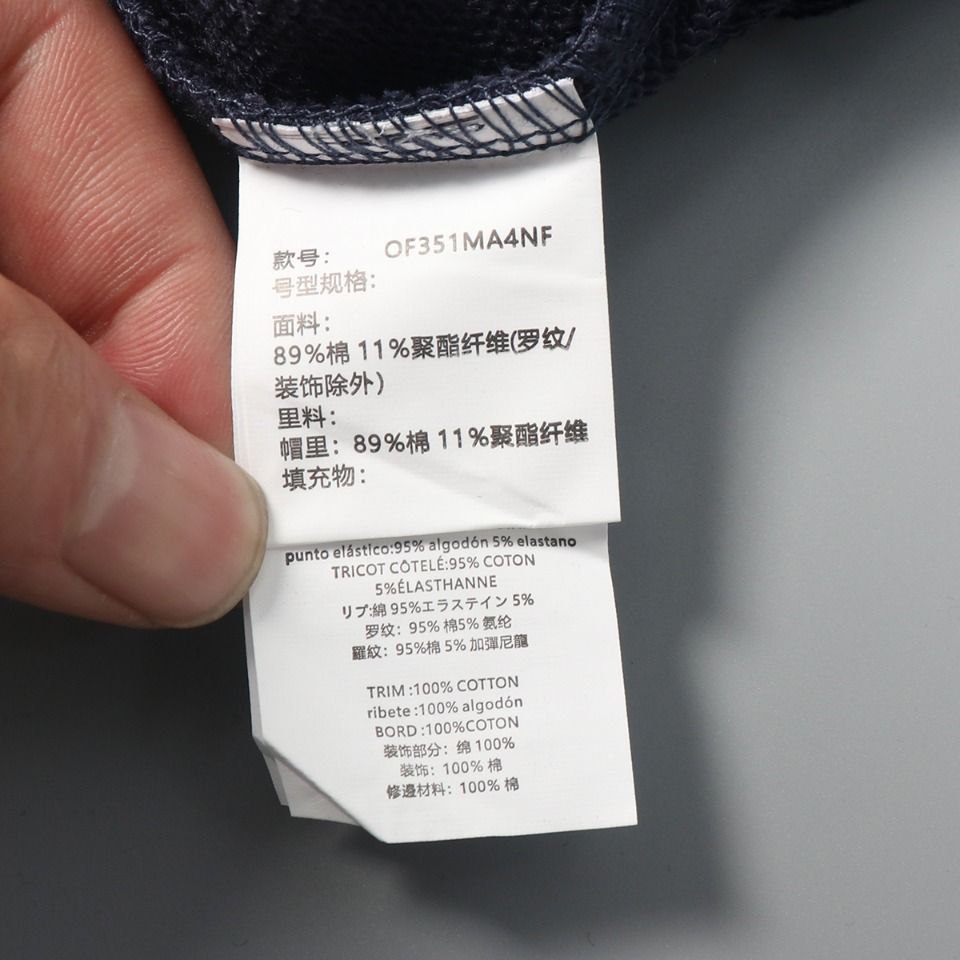 款号： OF351MA4NF
号型规格：
面料：
89%棉 11%聚酯纤维(罗纹/
装饰除外）
里料：
帽里：89%棉 11%聚酯纤维
填充物：
punto elástico:95% algodón 5% elastano
TRICOT CÔTELÉ:95% COTON
5%ÉLASTHANNE
リブ:綿 95%エラステイン 5%
罗纹：95% 棉5% 氨纶
羅紋：95%棉 5% 加彈尼龍
TRIM :100% COTTON
ribete :100% algodón
BORD :100%COTON
装饰部分：绵 100%
装饰：100% 棉
修邊材料：100% 棉